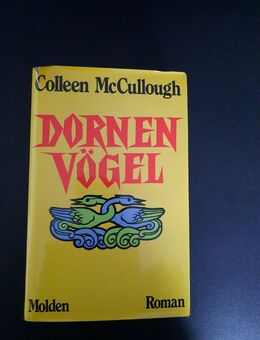 Colleen McCullough
DORNEN
VÖGEL
Molden Roman